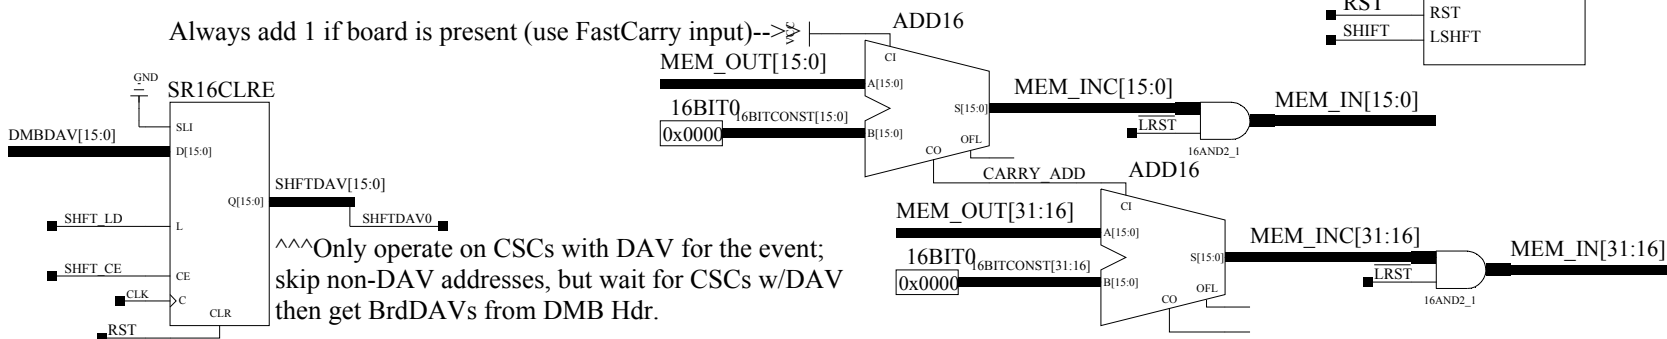 Always add 1 if board is present (use FastCarry input)-->
VCC
ADD16
RST
RST
SHIFT
LSHFT
CI
MEM_OUT[15:0]
A[15:0]
16BIT0
0x0000
16BITCONST[15:0]
B[15:0]
S[15:0]
OFL
CO
MEM_INC[15:0]
LRST
16AND2_1
MEM_IN[15:0]
GND
SR16CLRE
SLI
DMBDAV[15:0]
D[15:0]
Q[15:0]
SHFTDAV[15:0]
SHFTDAV0
SHFT_LD
L
SHFT_CE
CE
CLK
C
CLR
RST
^^^Only operate on CSCs with DAV for the event;
skip non-DAV addresses, but wait for CSCs w/DAV
then get BrdDAVs from DMB Hdr.
CARRY_ADD
ADD16
CI
MEM_OUT[31:16]
A[15:0]
16BIT0
0x0000
16BITCONST[31:16]
B[15:0]
S[15:0]
OFL
CO
MEM_INC[31:16]
LRST
16AND2_1
MEM_IN[31:16]